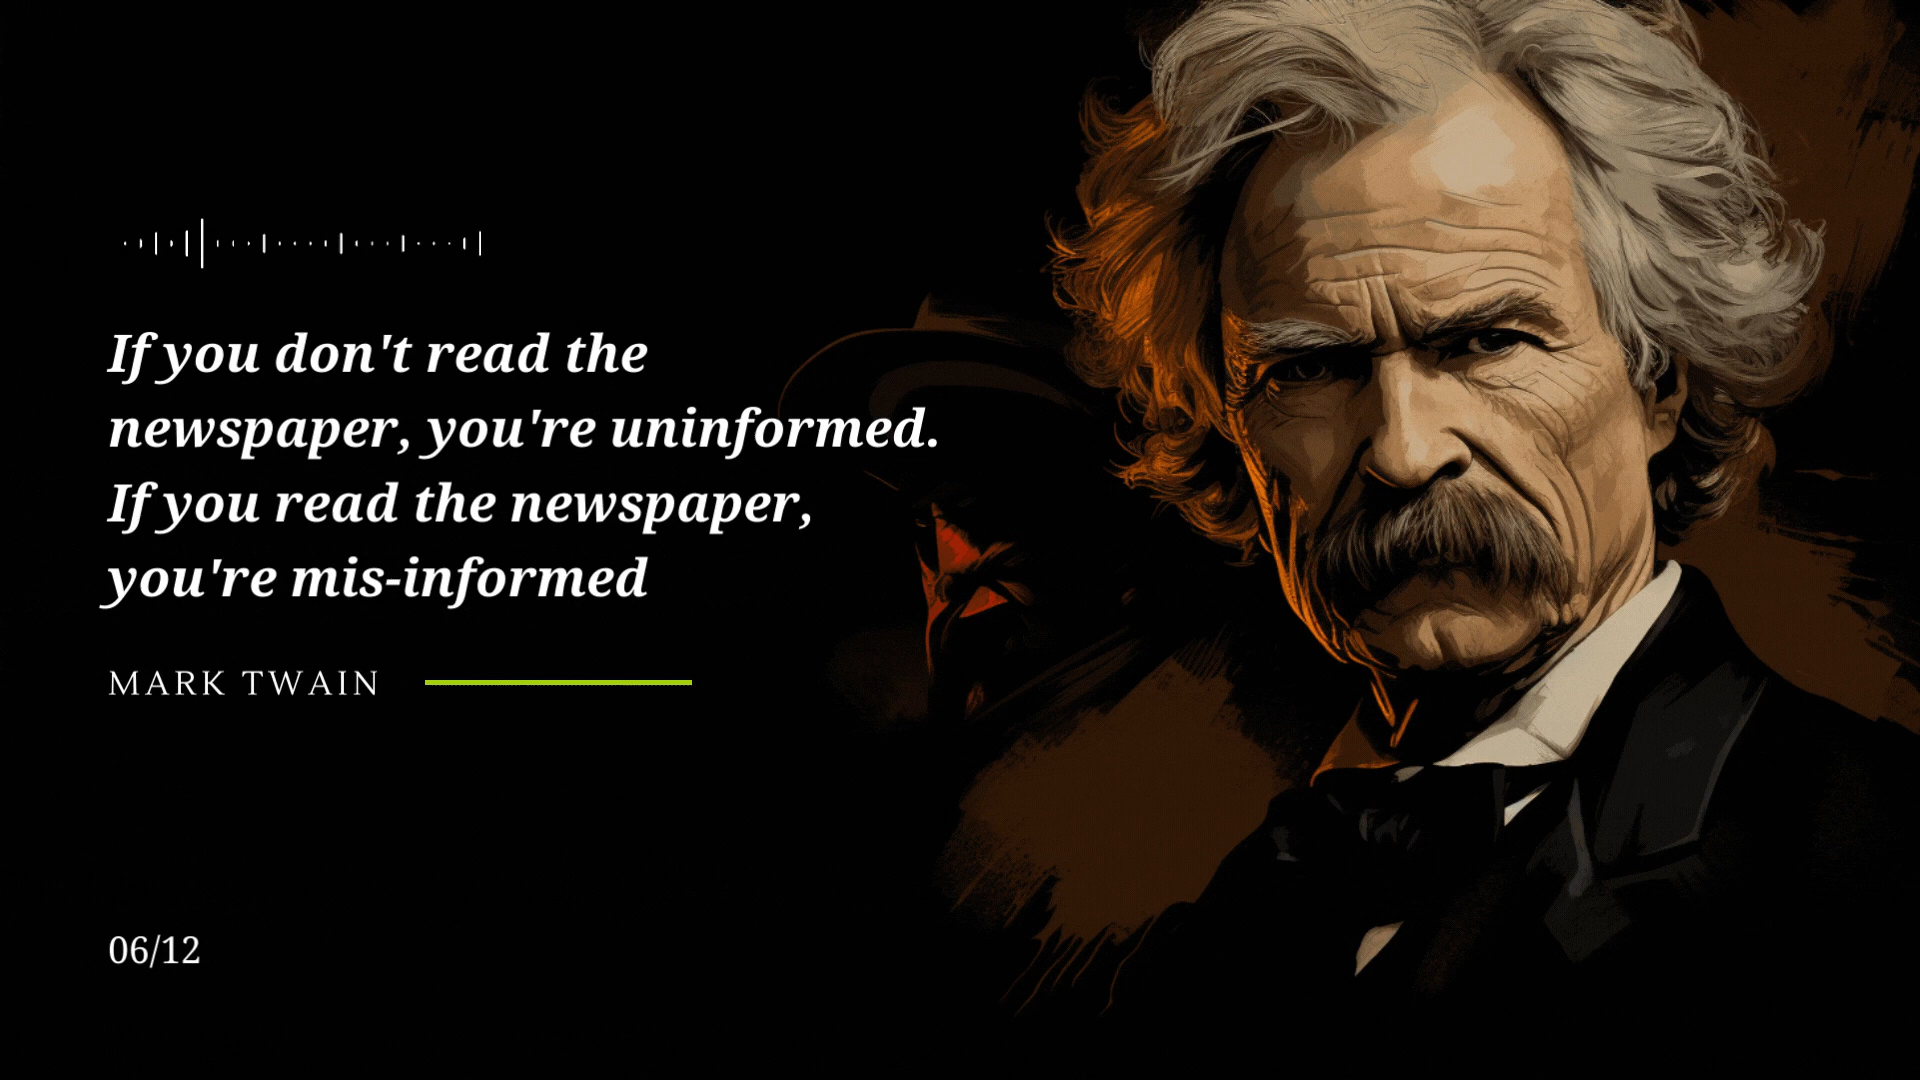 If you don't read the
newspaper, you're uninformed.
If you read the newspaper,
you're mis-informed
MARK TWAIN
06/12